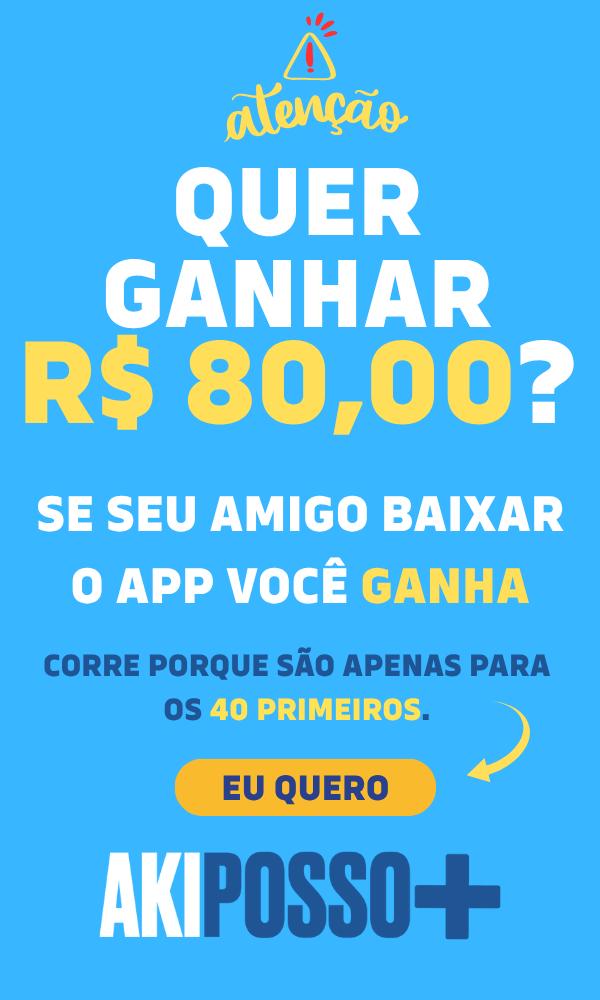 atenção
QUER
GANHAR
R$ 80,00?
SE SEU AMIGO BAIXAR
O APP VOCÊ GANHA
CORRE PORQUE SÃO APENAS PARA
OS 40 PRIMEIROS.
EU QUERO
AKIPOSSO+